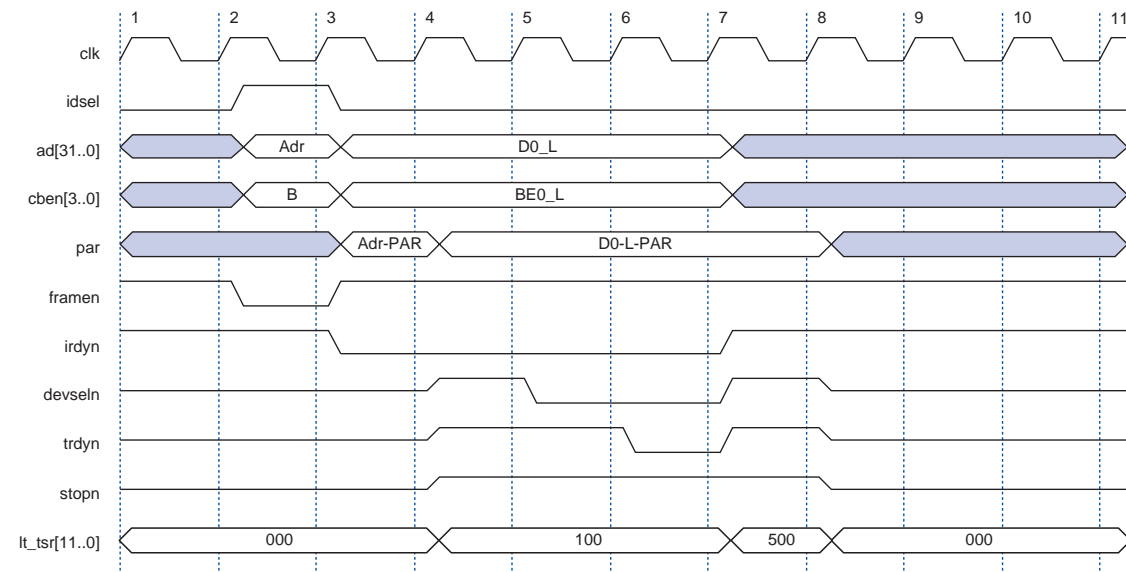 1 2 3 4 5 6 7 8 9 10 11
clk
idsel
ad[31..0] Adr D0_L
cben[3..0] B BE0_L
par Adr-PAR D0-L-PAR
framen
irdyn
devseln
trdyn
stopn
lt_tsr[11..0] 000 100 500 000